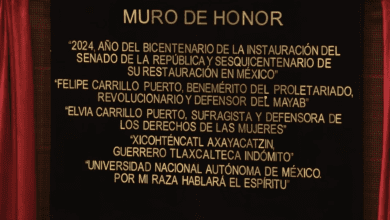 MURO DE HONOR
"2024, AÑO DEL BICENTENARIO DE LA INSTAURACIÓN DEL
SENADO DE LA REPÚBLICA Y SESQUICENTENARIO DE
SU RESTAURACIÓN EN MÉXICO"
"FELIPE CARRILLO PUERTO, BENEMÉRITO DEL PROLETARIADO,
REVOLUCIONARIO Y DEFENSOR DEL MAYAB"
"ELVIA CARRILLO PUERTO, SUFRAGISTA Y DEFENSORA DE
LOS DERECHOS DE LAS MUJERES"
"XICOHTÉNCATL AXAYACATZIN,
GUERRERO TLAXCALTECA INDÓMITO"
"UNIVERSIDAD NACIONAL AUTÓNOMA DE MÉXICO.
POR MI RAZA HABLARÁ EL ESPÍRITU"